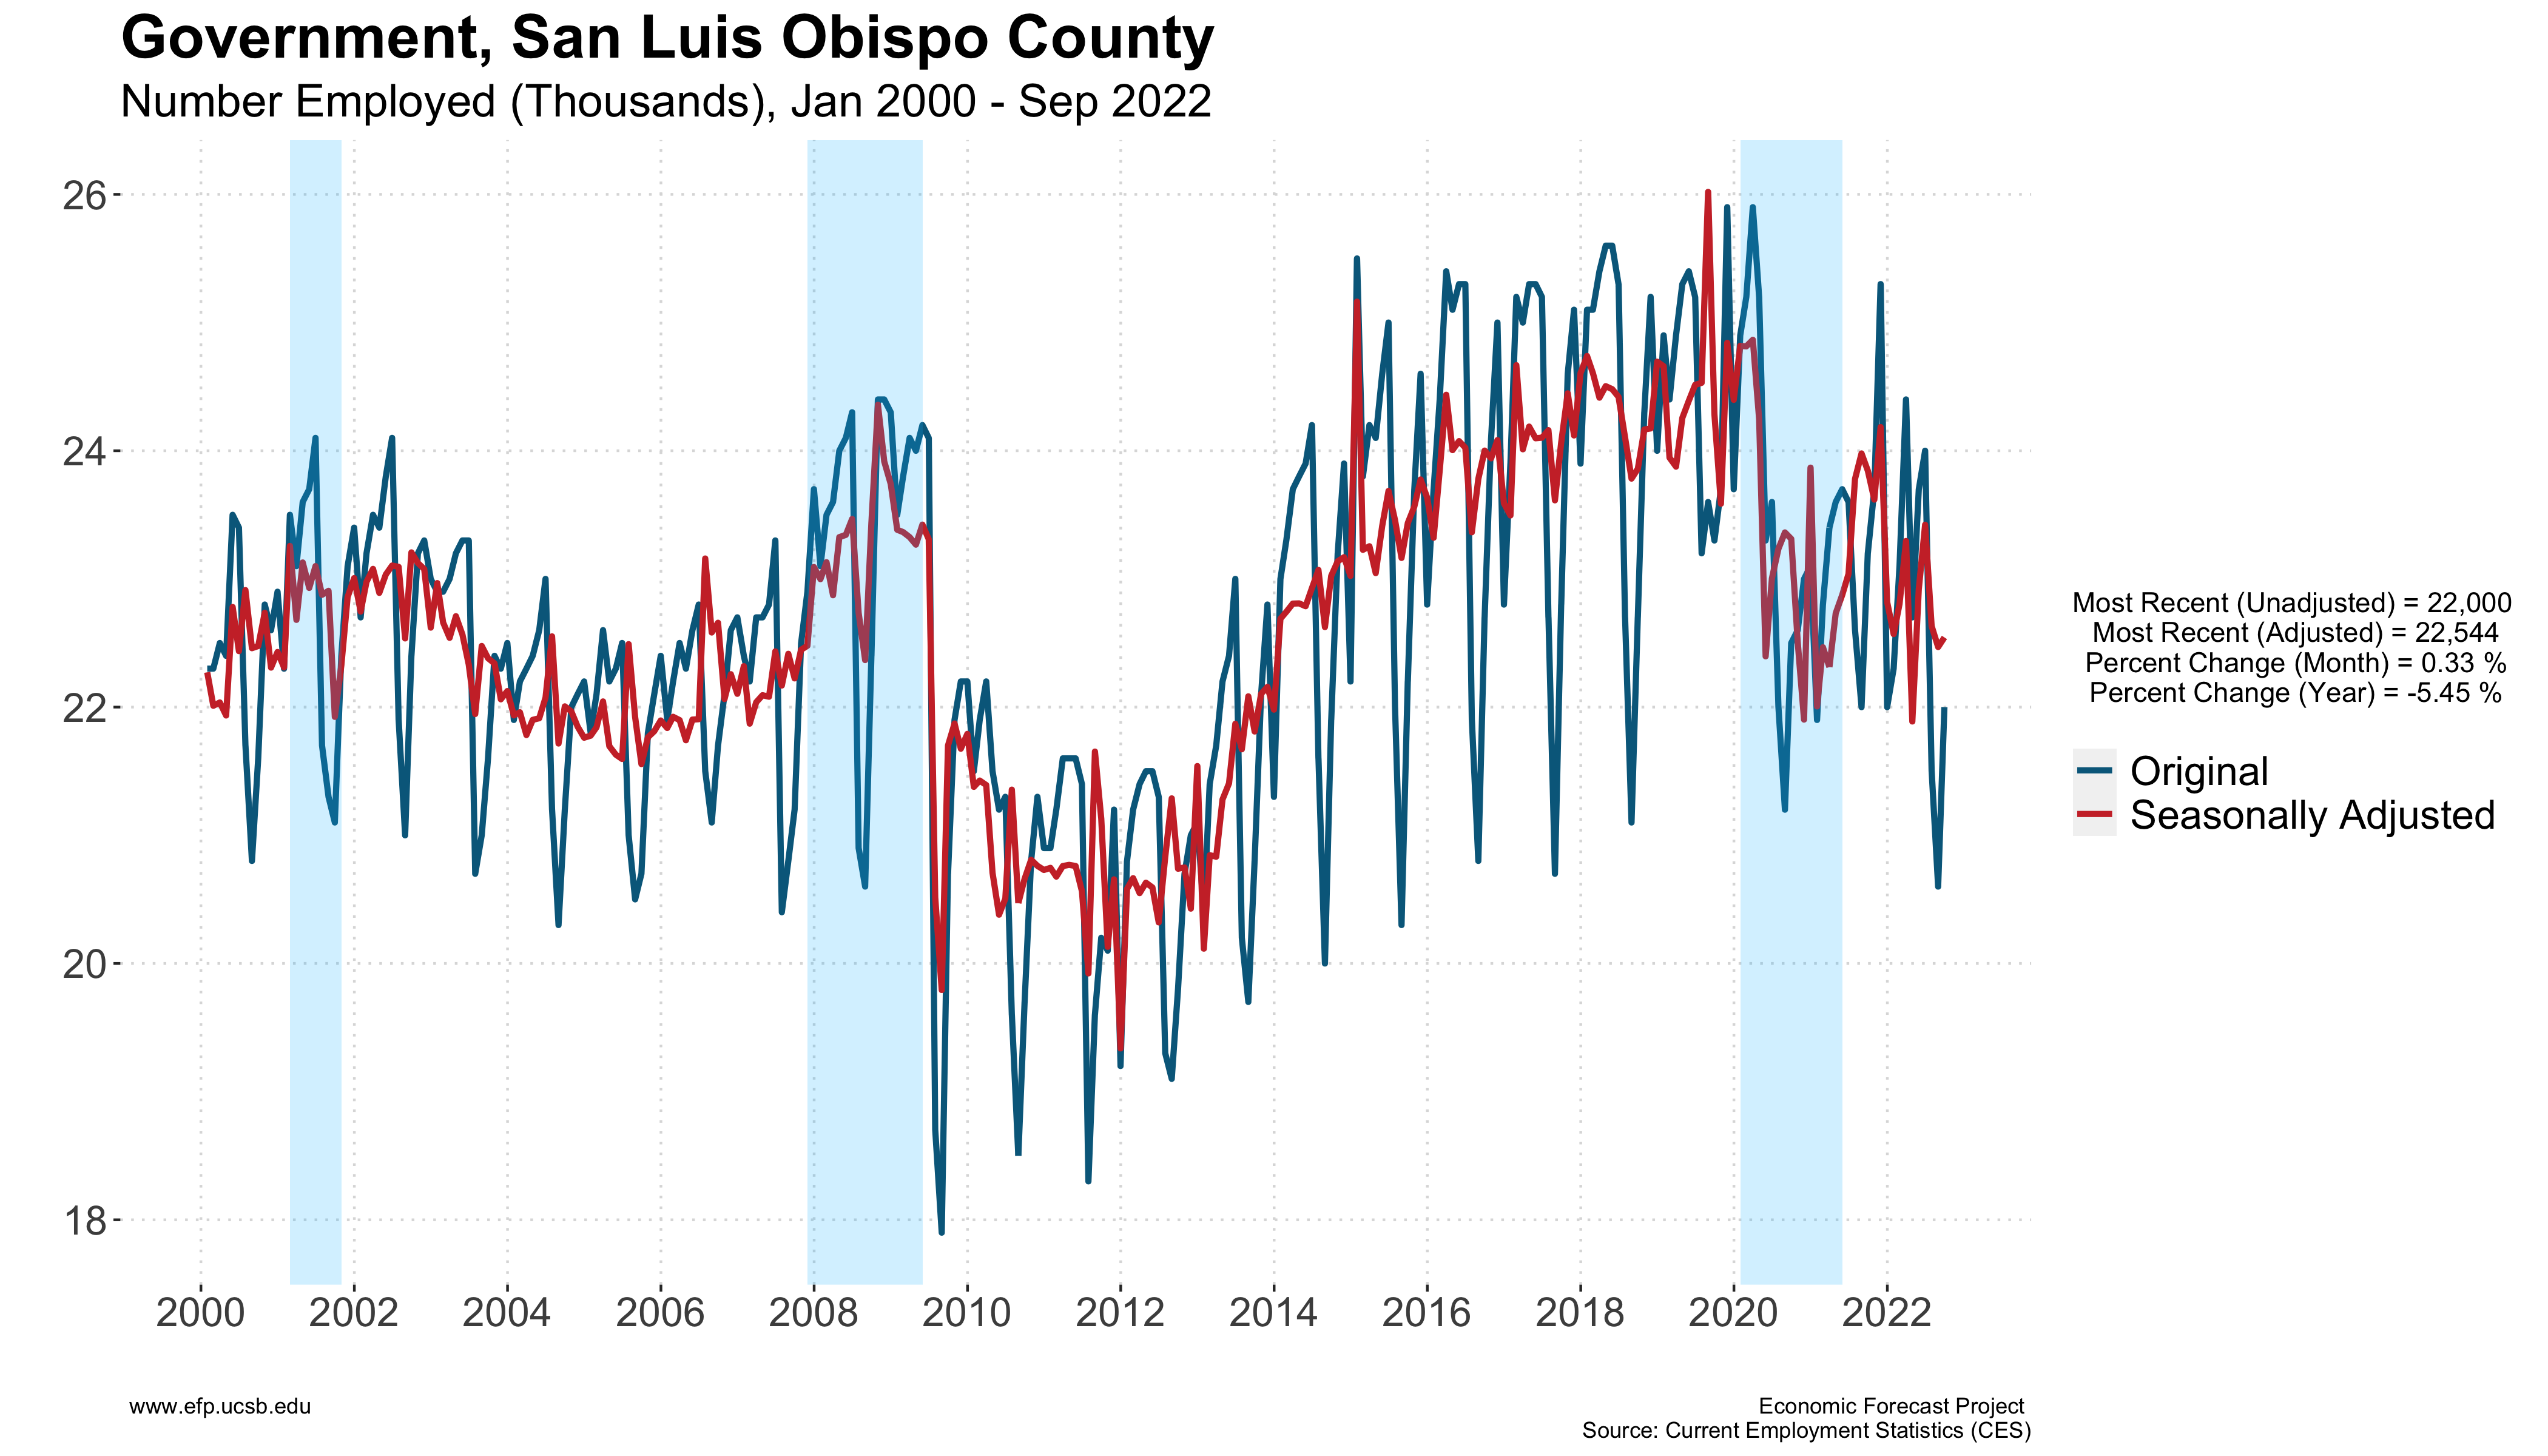 Government, San Luis Obispo County
Number Employed (Thousands), Jan 2000 - Sep 2022
26
24
22
20
18
2000 2002 2004 2006 2008 2010 2012 2014 2016 2018 2020 2022
Most Recent (Unadjusted) = 22,000
Most Recent (Adjusted) = 22,544
Percent Change (Month) = 0.33 %
Percent Change (Year) = -5.45 %
Original
Seasonally Adjusted
www.efp.ucsb.edu
Economic Forecast Project
Source: Current Employment Statistics (CES)